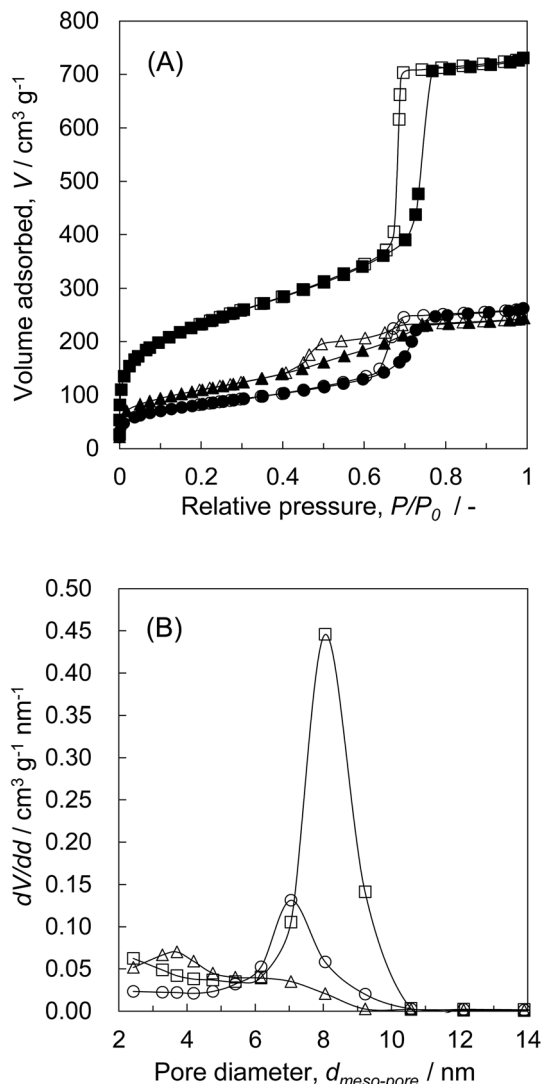 (A)
Volume adsorbed, V / cm³ g⁻¹
800
700
600
500
400
300
200
100
0
0 0.2 0.4 0.6 0.8 1
Relative pressure, P/P₀ / -
(B)
dV/dd / cm³ g⁻¹ nm⁻¹
0.50
0.45
0.40
0.35
0.30
0.25
0.20
0.15
0.10
0.05
0.00
2 4 6 8 10 12 14
Pore diameter, d_meso-pore / nm